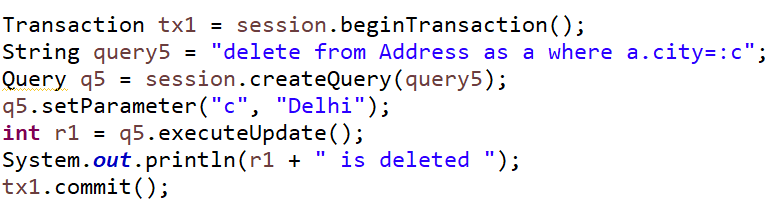 Transaction tx1 = session.beginTransaction();
String query5 = "delete from Address as a where a.city=:c";
Query q5 = session.createQuery(query5);
q5.setParameter("c", "Delhi");
int r1 = q5.executeUpdate();
System.out.println(r1 + " is deleted ");
tx1.commit();